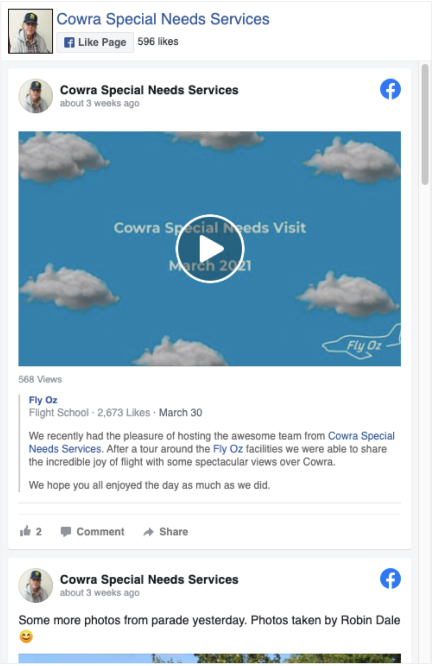 Cowra Special Needs Services
Like Page 596 likes
Cowra Special Needs Services
about 3 weeks ago
Cowra Special Needs Visit
March 2021
Fly Oz
568 Views
Fly Oz
Flight School · 2,673 Likes · March 30
We recently had the pleasure of hosting the awesome team from Cowra Special
Needs Services. After a tour around the Fly Oz facilities we were able to share
the incredible joy of flight with some spectacular views over Cowra.
We hope you all enjoyed the day as much as we did.
2 Comment Share
Cowra Special Needs Services
about 3 weeks ago
Some more photos from parade yesterday. Photos taken by Robin Dale
😊